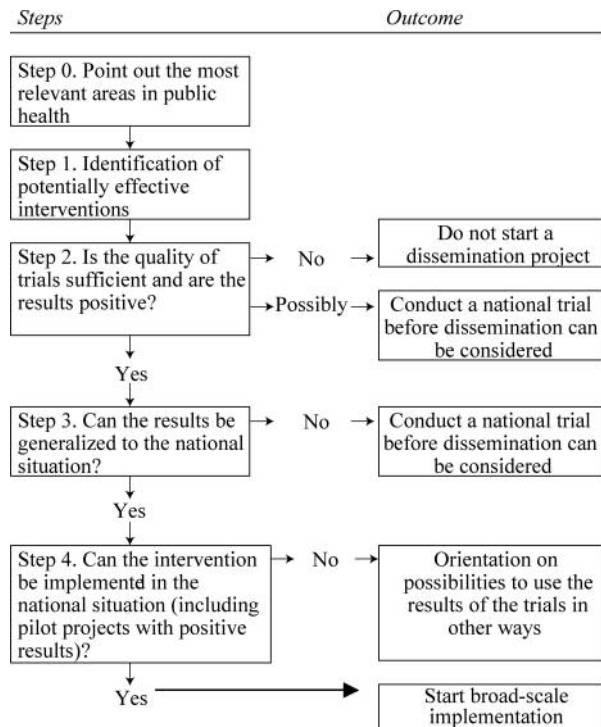 Steps
Outcome
Step 0. Point out the most
relevant areas in public
health
Step 1. Identification of
potentially effective
interventions
Step 2. Is the quality of
trials sufficient and are the
results positive?
No
Do not start a
dissemination project
Possibly
Conduct a national trial
before dissemination can
be considered
Yes
Step 3. Can the results be
generalized to the national
situation?
No
Conduct a national trial
before dissemination can
be considered
Yes
Step 4. Can the intervention
be implemented in the
national situation (including
pilot projects with positive
results)?
No
Orientation on
possibilities to use the
results of the trials in
other ways
Yes
Start broad-scale
implementation